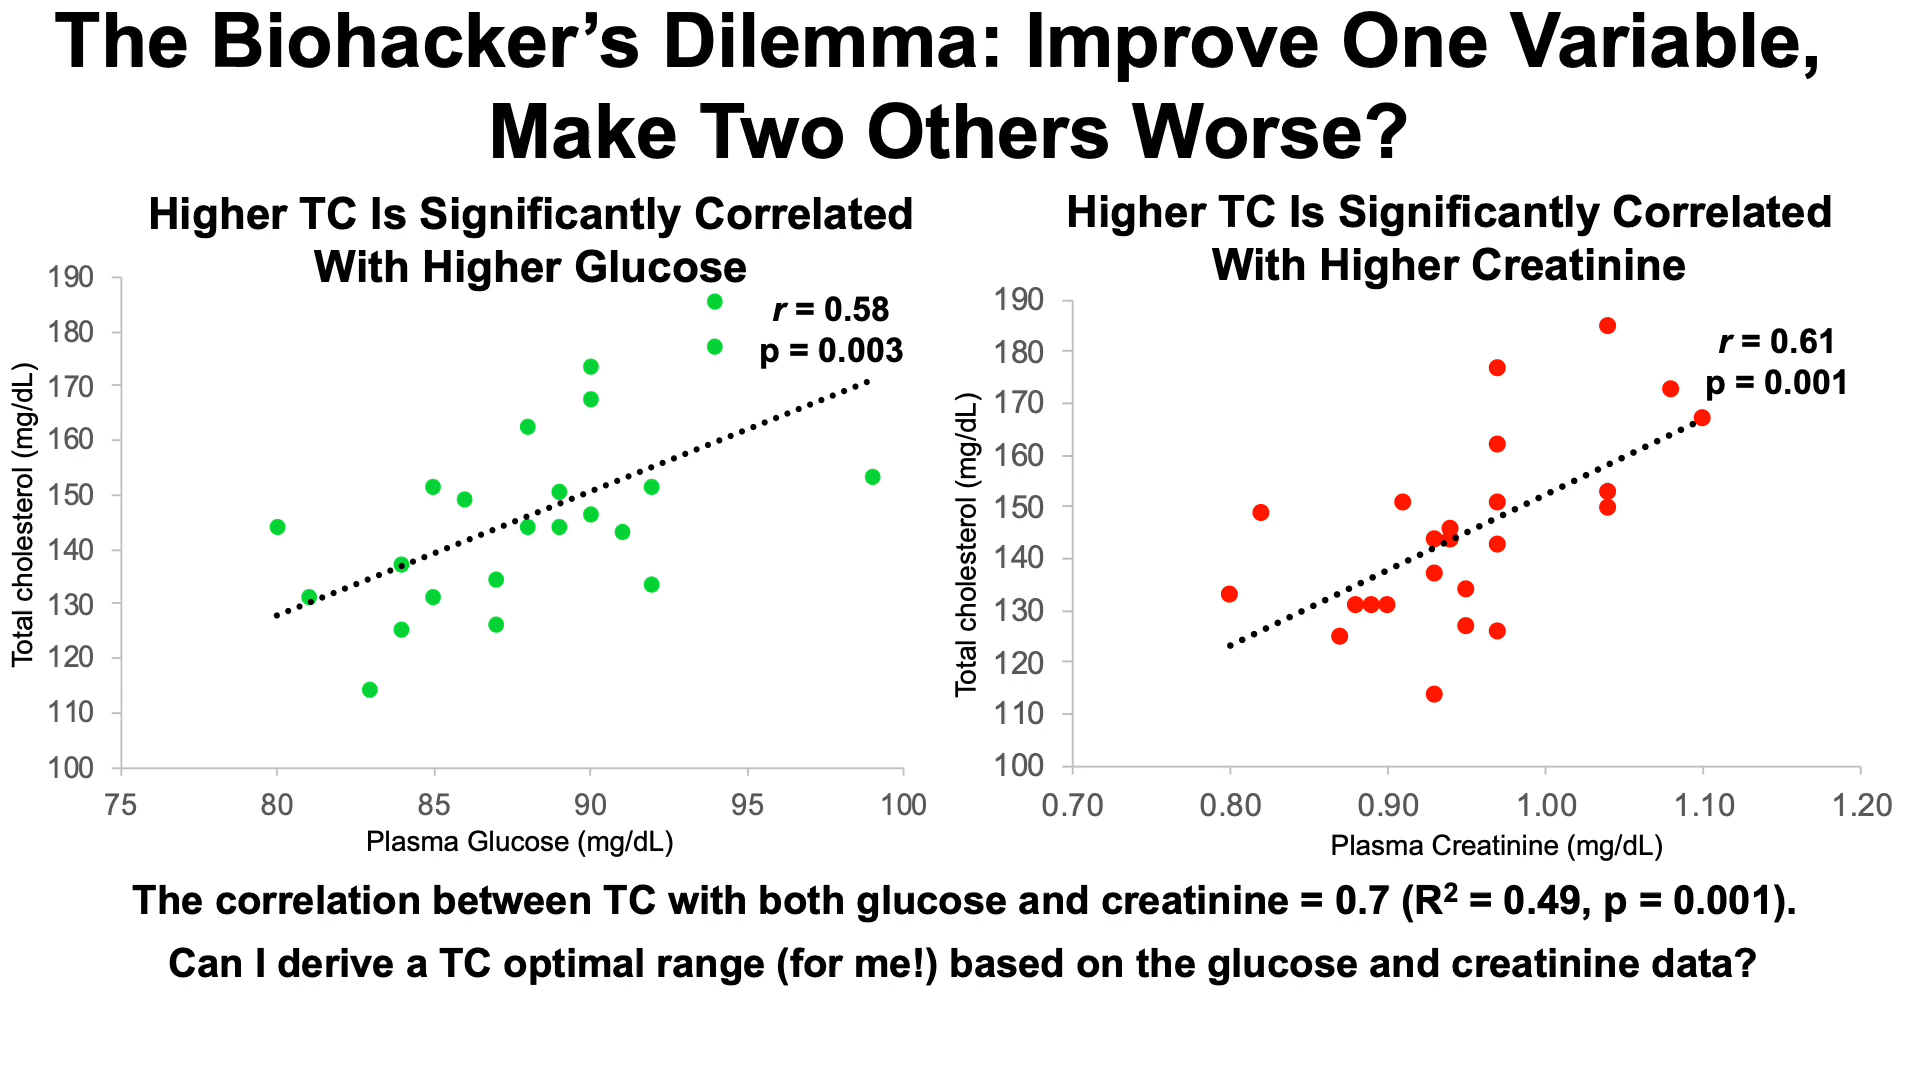 The Biohacker’s Dilemma: Improve One Variable,
Make Two Others Worse?
Higher TC Is Significantly Correlated
With Higher Glucose
r = 0.58
p = 0.003
Total cholesterol (mg/dL)
190
180
170
160
150
140
130
120
110
100
75 80 85 90 95 100
Plasma Glucose (mg/dL)
Higher TC Is Significantly Correlated
With Higher Creatinine
r = 0.61
p = 0.001
Total cholesterol (mg/dL)
190
180
170
160
150
140
130
120
110
100
0.70 0.80 0.90 1.00 1.10 1.20
Plasma Creatinine (mg/dL)
The correlation between TC with both glucose and creatinine = 0.7 (R² = 0.49, p = 0.001).
Can I derive a TC optimal range (for me!) based on the glucose and creatinine data?